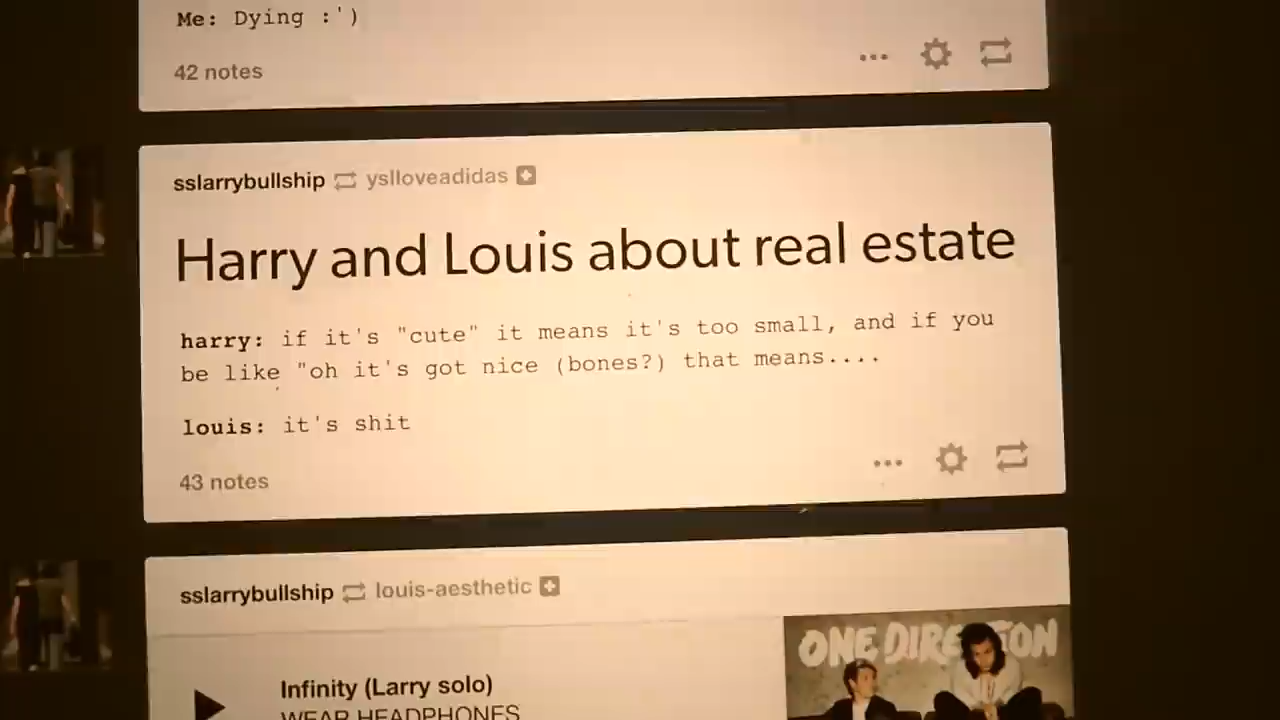 Me: Dying :')
42 notes
sslarrybullship yslloveadidas
Harry and Louis about real estate
harry: if it's "cute" it means it's too small, and if you
be like "oh it's got nice (bones?) that means....
louis: it's shit
43 notes
sslarrybullship louis-aesthetic
ONE DIRECTION
Infinity (Larry solo)
WEAR HEADPHONES